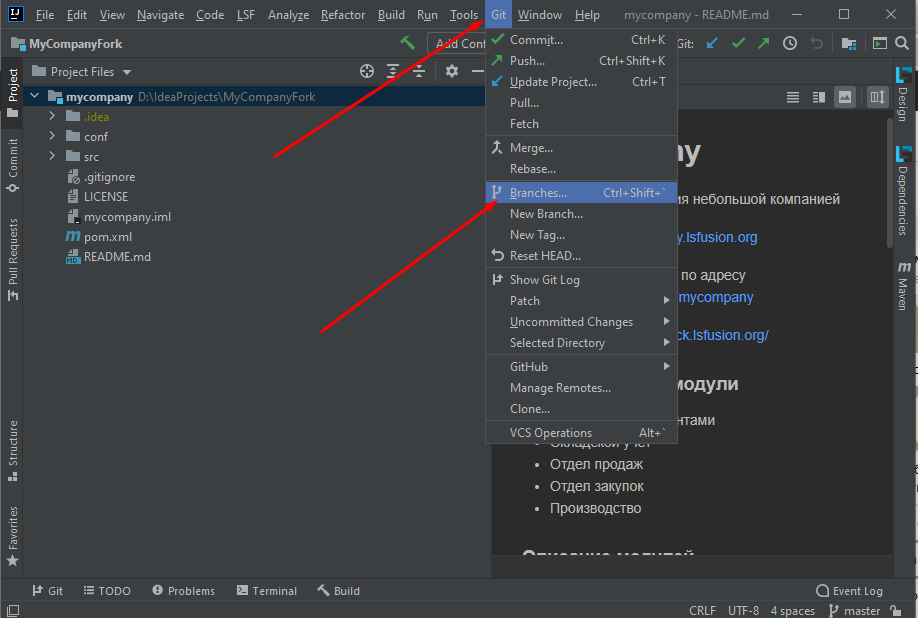 IJ File Edit View Navigate Code LSF Analyze Refactor Build Run Tools Git Window Help mycompany - README.md
MyCompanyFork
Add Conf
Git:
Project
Commit
Pull Requests
Structure
Favorites
Project Files
mycompany D:\IdeaProjects\MyCompanyFork
.idea
conf
src
.gitignore
LICENSE
mycompany.iml
m pom.xml
MD README.md
Commit... Ctrl+K
Push... Ctrl+Shift+K
Update Project... Ctrl+T
Pull...
Fetch
Merge...
Rebase...
Branches... Ctrl+Shift+`
New Branch...
New Tag...
Reset HEAD...
Show Git Log
Patch
Uncommitted Changes
Selected Directory
GitHub
Manage Remotes...
Clone...
VCS Operations Alt+`
ny
ия небольшой компанией
y.lsfusion.org
по адресу
mycompany
ck.lsfusion.org/
модули
нтами
Складской учет
• Отдел продаж
• Отдел закупок
• Производство
Описание модулей
Design
Dependencies
m Maven
Git TODO Problems Terminal Build Event Log
CRLF UTF-8 4 spaces master